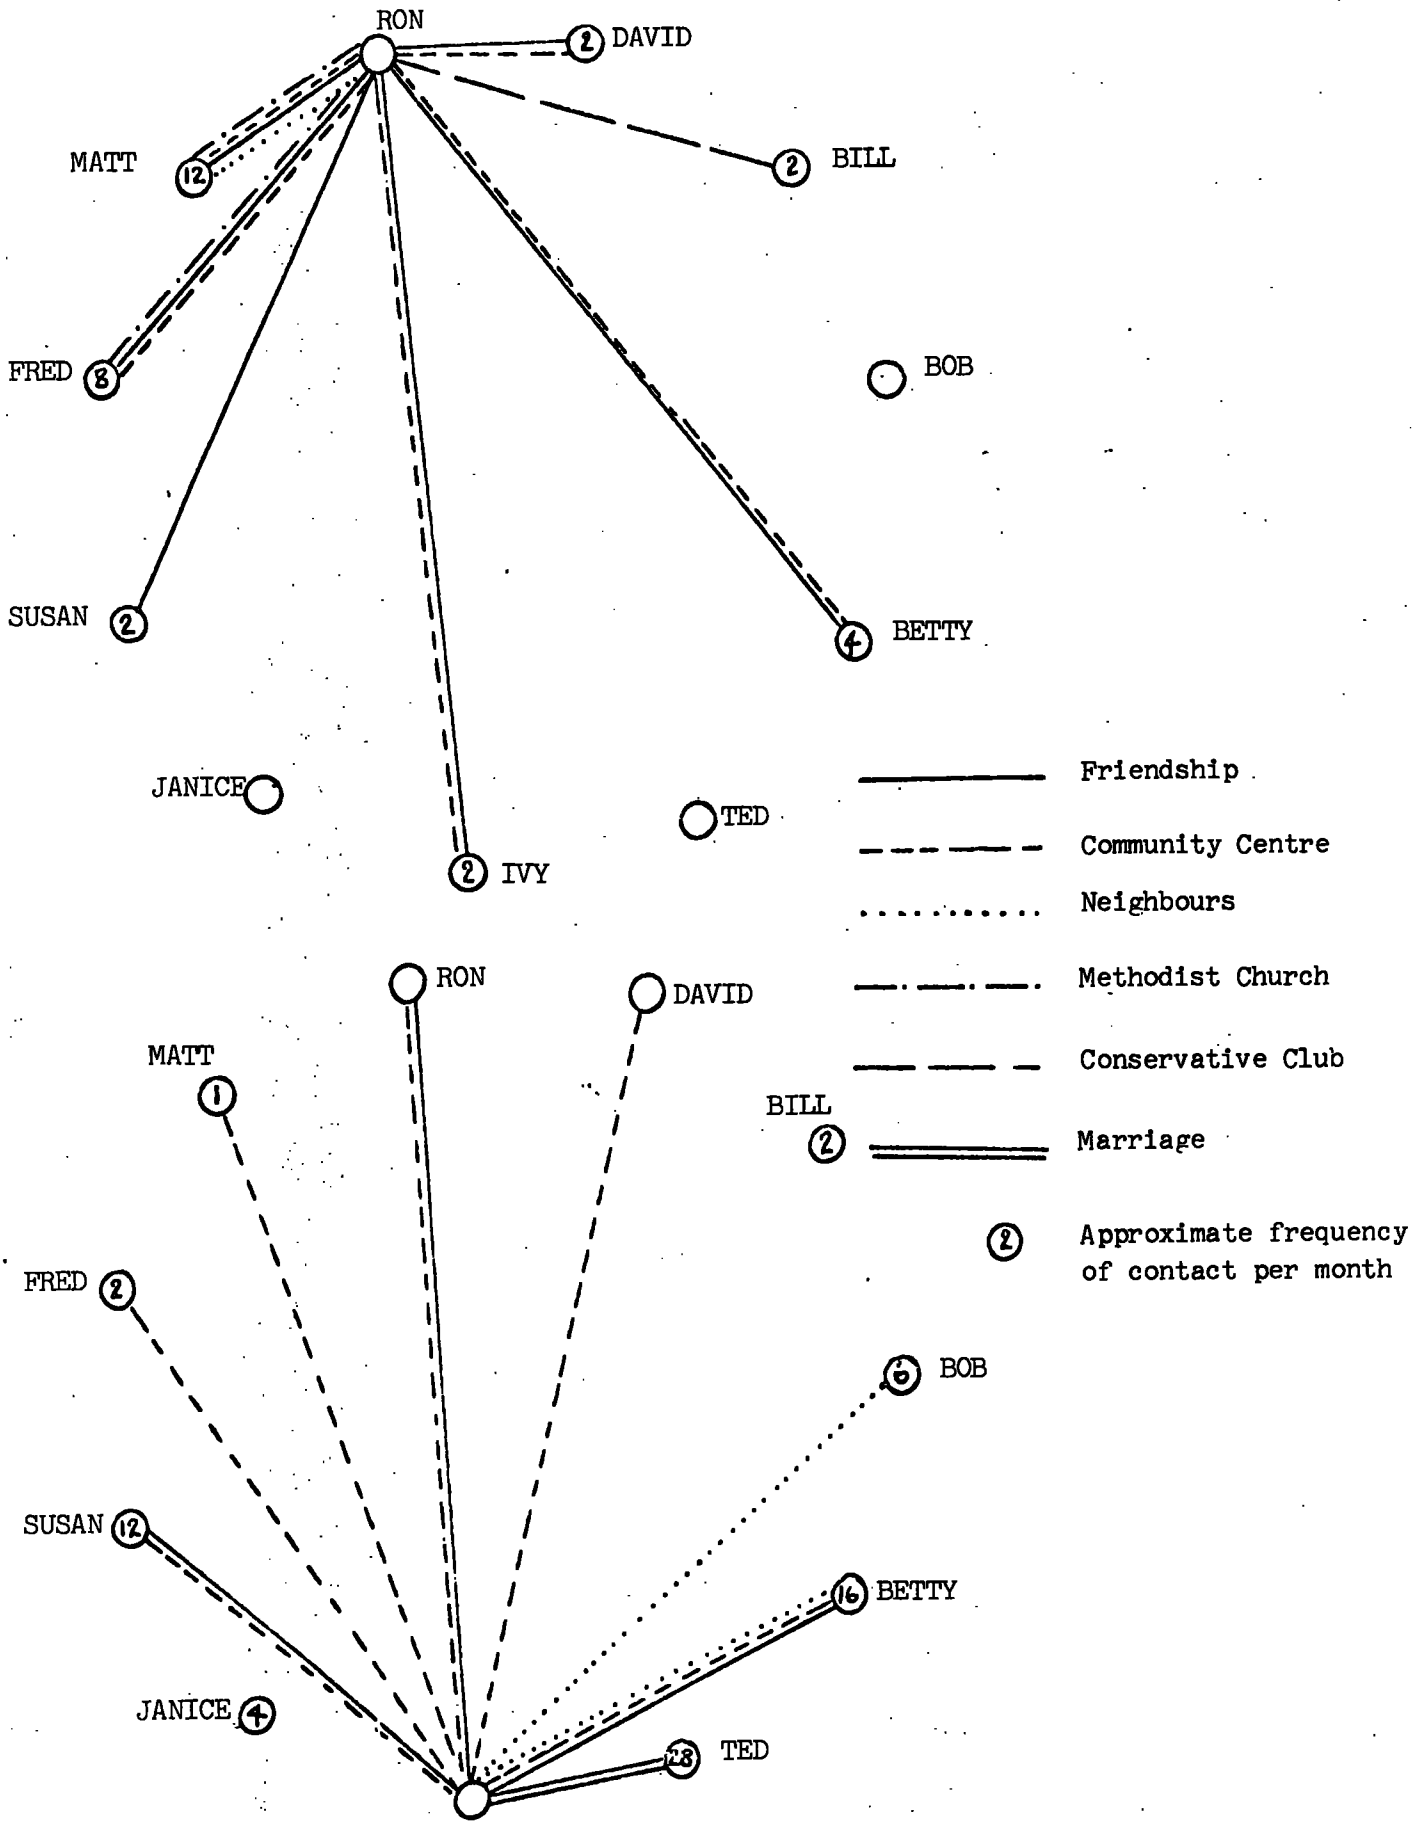 RON
2 DAVID
MATT 12
2 BILL
FRED 8
BOB
SUSAN 2
4 BETTY
JANICE
TED
2 IVY
Friendship
Community Centre
Neighbours
Methodist Church
Conservative Club
Marriage
2 Approximate frequency
of contact per month
RON
DAVID
MATT
1
BILL
2
FRED 2
6 BOB
SUSAN 12
16 BETTY
JANICE 4
28 TED